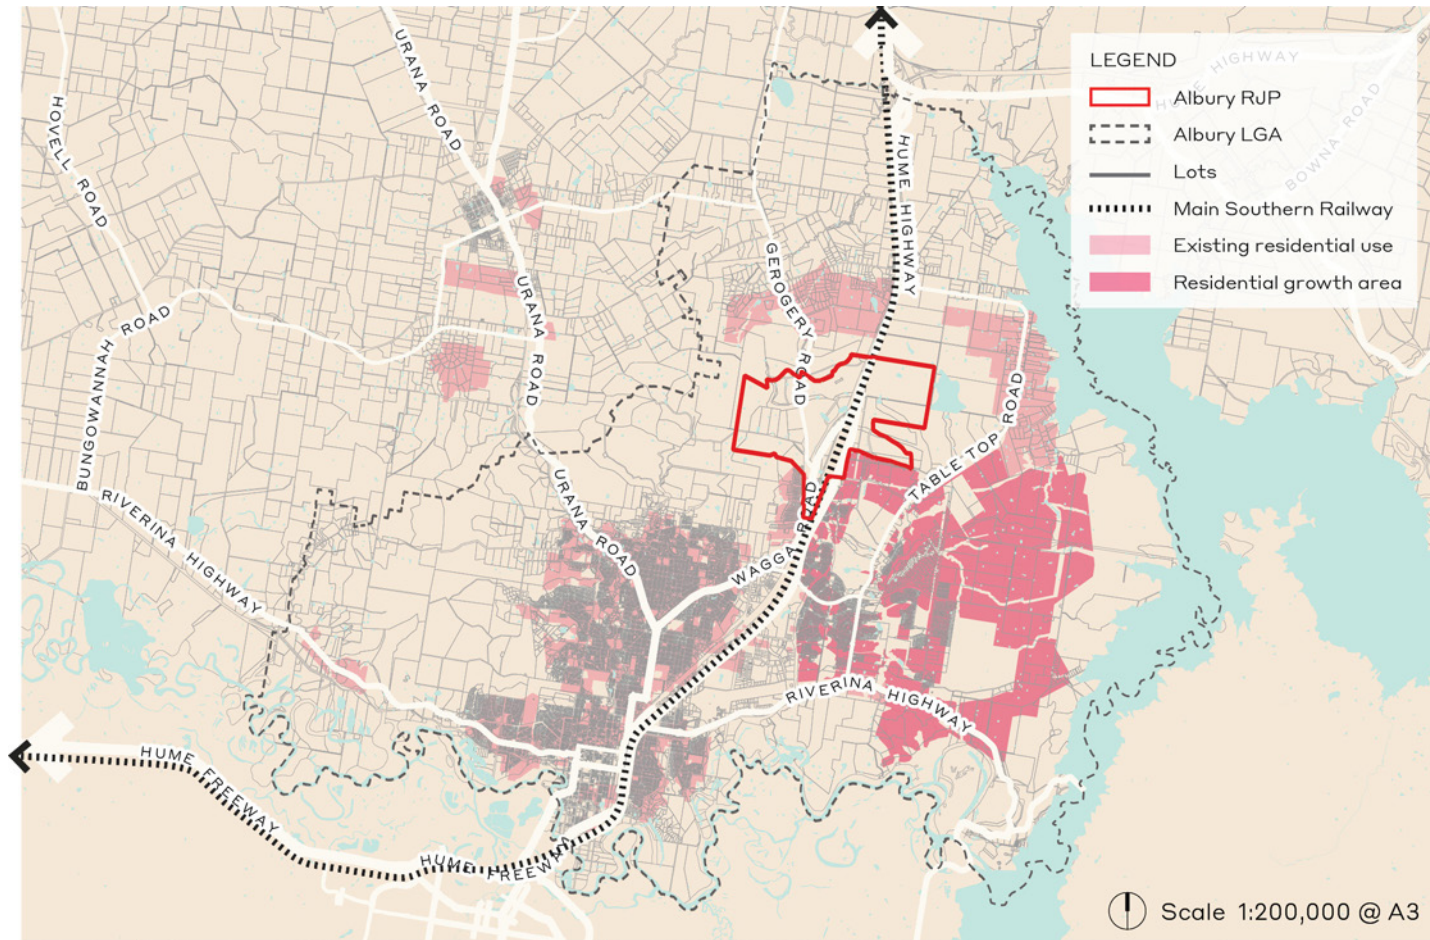 LEGEND
Albury RJP
Albury LGA
Lots
Main Southern Railway
Existing residential use
Residential growth area
HUME HIGHWAY
BOWNA ROAD
URANA ROAD
HOVELL ROAD
HUME HIGHWAY
GEROGERY ROAD
URANA ROAD
BUNGOWANNAH ROAD
TABLE TOP ROAD
RIVERINA HIGHWAY
URANA ROAD
WAGGA ROAD
RIVERINA HIGHWAY
HUME FREEWAY
HUME FREEWAY
Scale 1:200,000 @ A3